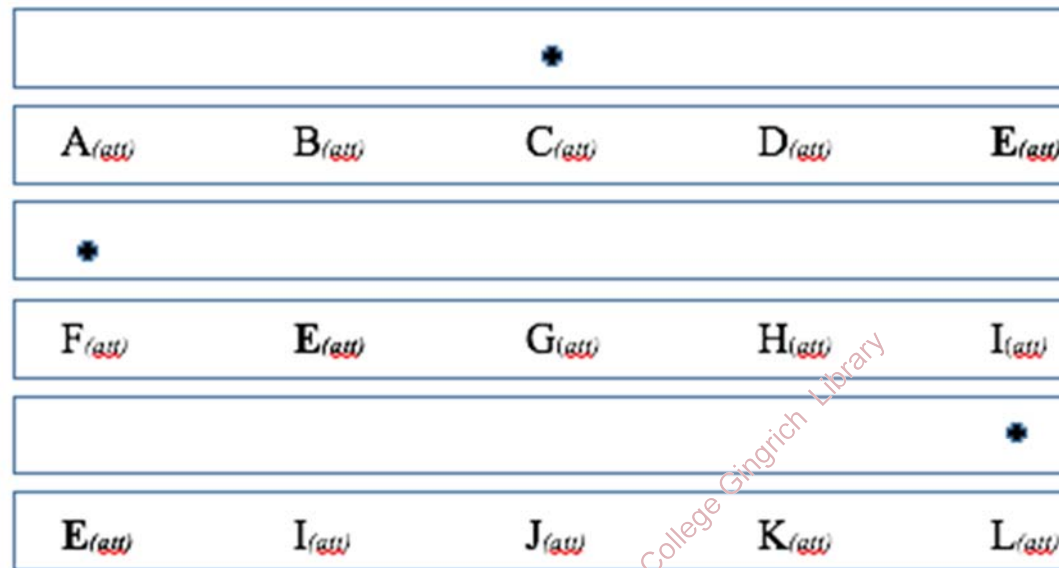 A(att) B(att) C(att) D(att) E(att)
F(att) E(att) G(att) H(att) I(att)
E(att) I(att) J(att) K(att) L(att)
College Gingrich Library